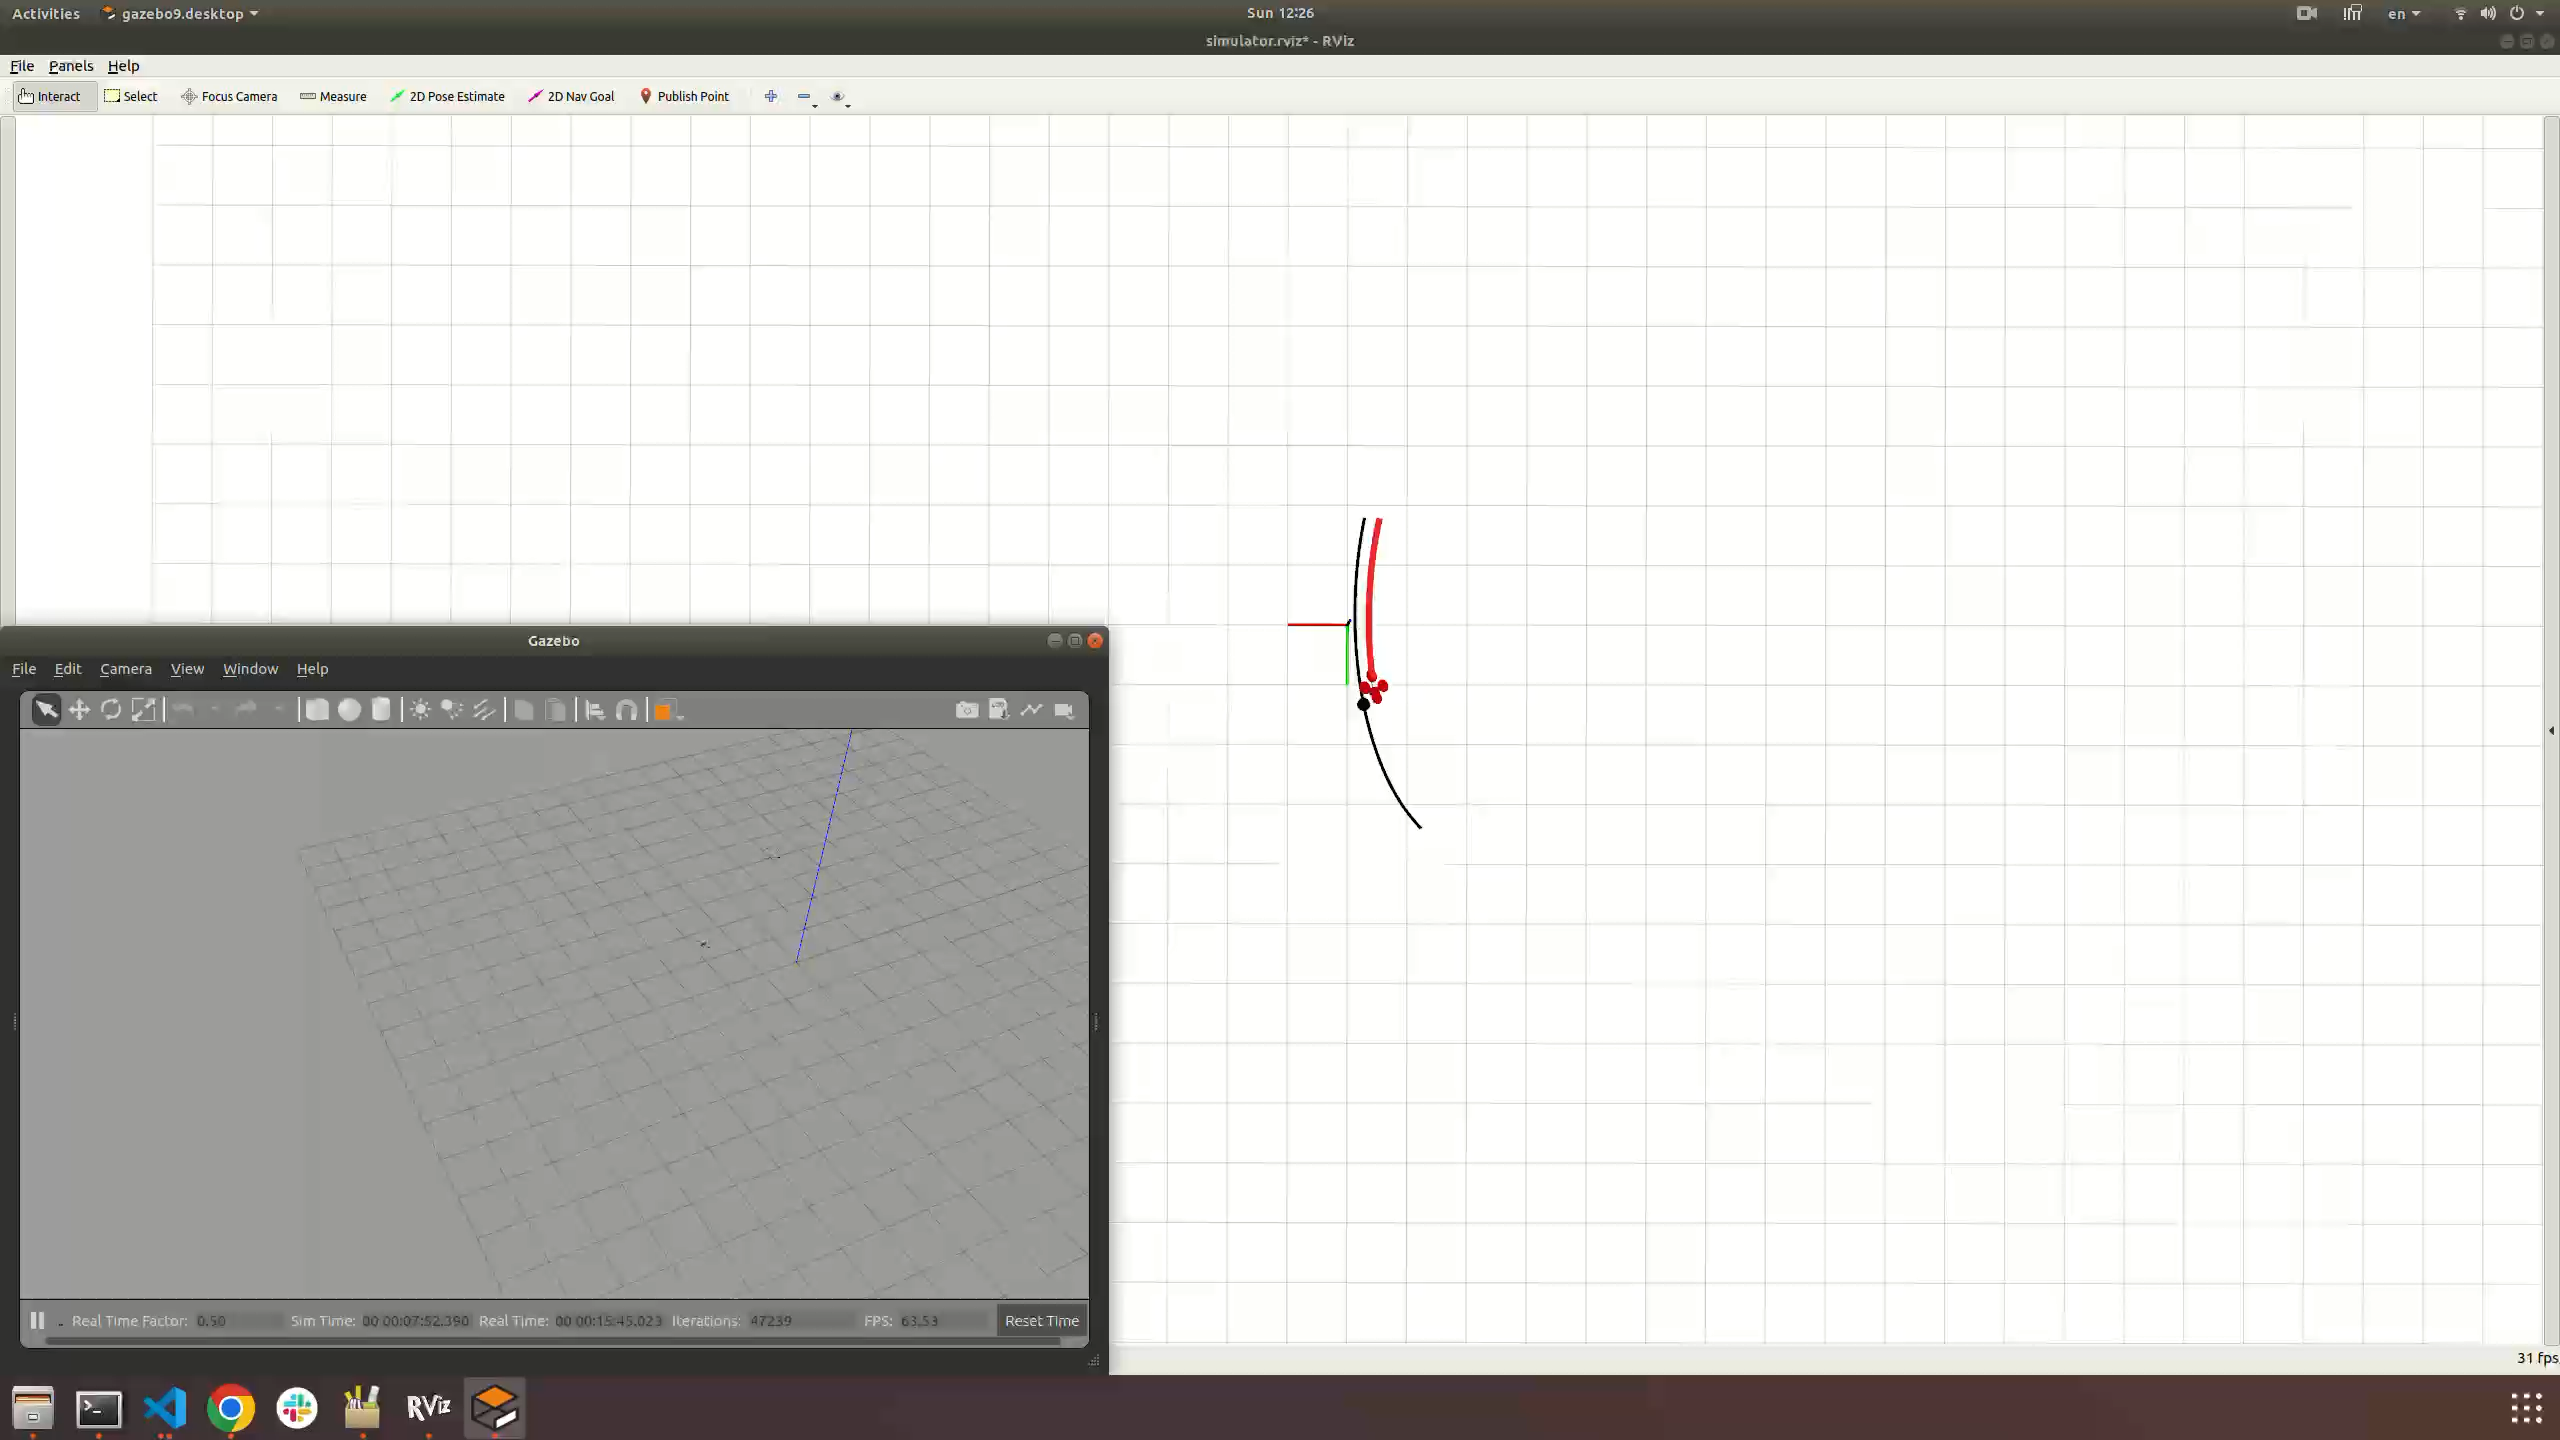 Activities gazebo9.desktop Sun 12:26 en
simulator.rviz* - RViz
File Panels Help
Interact Select Focus Camera Measure 2D Pose Estimate 2D Nav Goal Publish Point
Gazebo
File Edit Camera View Window Help
Real Time Factor: 0.50 Sim Time: 00 00:07:52.390 Real Time: 00 00:15:45.023 Iterations: 47239 FPS: 63.53 Reset Time
31 fps
RViz